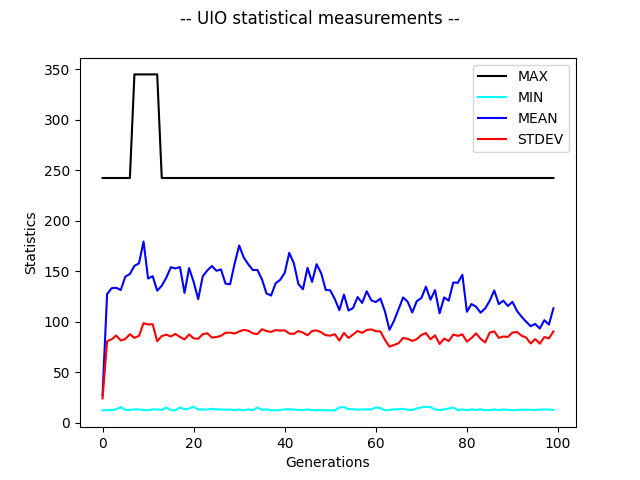 -- UIO statistical measurements --
350
300
250
200
150
100
50
0
Statistics
MAX
MIN
MEAN
STDEV
0 20 40 60 80 100
Generations